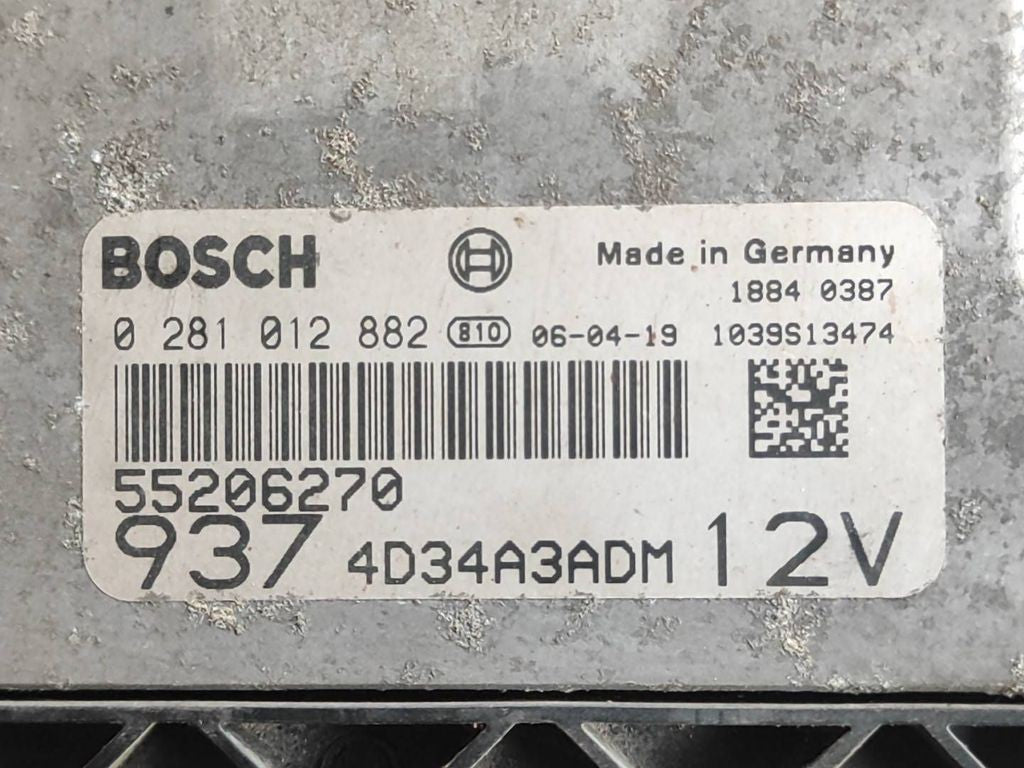 BOSCH Made in Germany
1884 0387
0 281 012 882 810 06-04-19 1039S13474
55206270
937 4D34A3ADM 12V